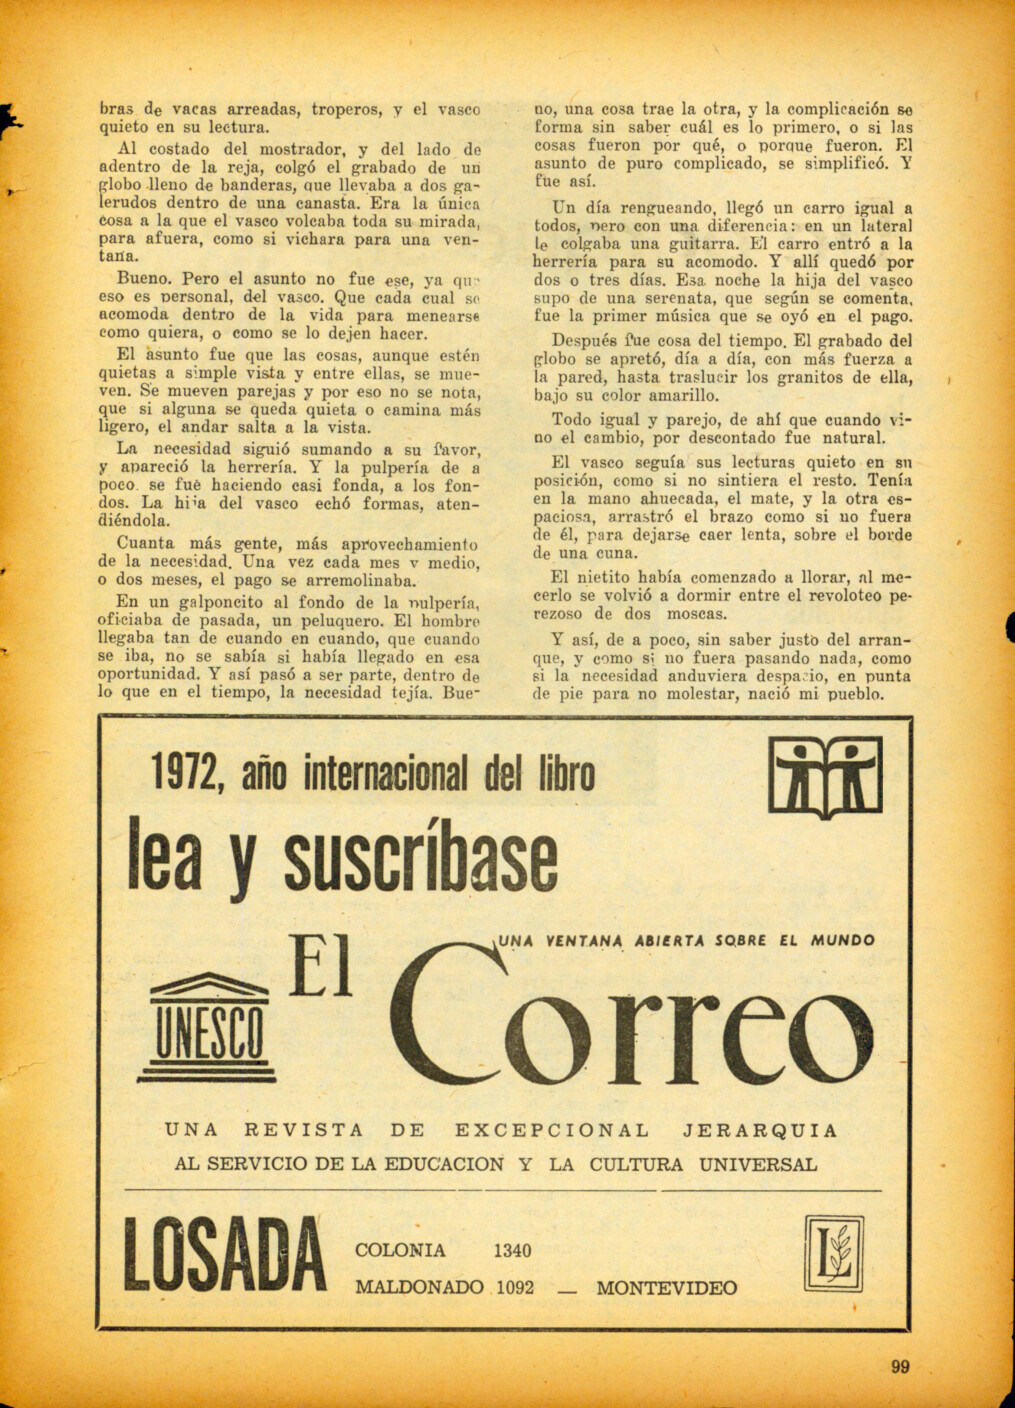 bras de vacas arreadas, troperos, y el vasco
quieto en su lectura.
Al costado del mostrador, y del lado de
adentro de la reja, colgó el grabado de un
globo lleno de banderas, que llevaba a dos ga-
lerudos dentro de una canasta. Era la única
cosa a la que el vasco volcaba toda su mirada,
para afuera, como si vichara para una ven-
tana.
Bueno. Pero el asunto no fue ese, ya que
eso es personal, del vasco. Que cada cual se
acomoda dentro de la vida para menearse
como quiera, o como se lo dejen hacer.
El asunto fue que las cosas, aunque estén
quietas a simple vista y entre ellas, se mue-
ven. Se mueven parejas y por eso no se nota,
que si alguna se queda quieta o camina más
ligero, el andar salta a la vista.
La necesidad siguió sumando a su favor,
y apareció la herrería. Y la pulpería de a
poco. se fué haciendo casi fonda, a los fon-
dos. La hija del vasco echó formas, aten-
diéndola.
Cuanta más gente, más aprovechamiento
de la necesidad. Una vez cada mes y medio,
o dos meses, el pago se arremolinaba.
En un galponcito al fondo de la pulpería,
oficiaba de pasada, un peluquero. El hombre
llegaba tan de cuando en cuando, que cuando
se iba, no se sabía si había llegado en esa
oportunidad. Y así pasó a ser parte, dentro de
lo que en el tiempo, la necesidad tejía. Bue-
no, una cosa trae la otra, y la complicación se
forma sin saber cuál es lo primero, o si las
cosas fueron por qué, o porque fueron. El
asunto de puro complicado, se simplificó. Y
fue así.
Un día rengueando, llegó un carro igual a
todos, pero con una diferencia: en un lateral
le colgaba una guitarra. El carro entró a la
herrería para su acomodo. Y allí quedó por
dos o tres días. Esa noche la hija del vasco
supo de una serenata, que según se comenta,
fue la primer música que se oyó en el pago.
Después fue cosa del tiempo. El grabado del
globo se apretó, día a día, con más fuerza a
la pared, hasta traslucir los granitos de ella,
bajo su color amarillo.
Todo igual y parejo, de ahí que cuando vi-
no el cambio, por descontado fue natural.
El vasco seguía sus lecturas quieto en su
posición, como si no sintiera el resto. Tenía
en la mano ahuecada, el mate, y la otra es-
paciosa, arrastró el brazo como si no fuera
de él, para dejarse caer lenta, sobre el borde
de una cuna.
El nietito había comenzado a llorar, al me-
cerlo se volvió a dormir entre el revoloteo pe-
rezoso de dos moscas.
Y así, de a poco, sin saber justo del arran-
que, y como si no fuera pasando nada, como
si la necesidad anduviera despacio, en punta
de pie para no molestar, nació mi pueblo.
1972, año internacional del libro
lea y suscríbase
UNA VENTANA ABIERTA SOBRE EL MUNDO
El Correo
UNESCO
UNA REVISTA DE EXCEPCIONAL JERARQUIA
AL SERVICIO DE LA EDUCACION Y LA CULTURA UNIVERSAL
LOSADA
COLONIA 1340
MALDONADO 1092 — MONTEVIDEO
L
99